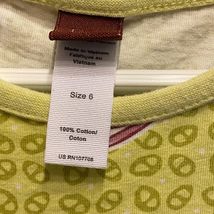 Made in Vietnam
Fabriqué au
Vietnam
Size 6
100% Cotton/
Coton
US RN107708